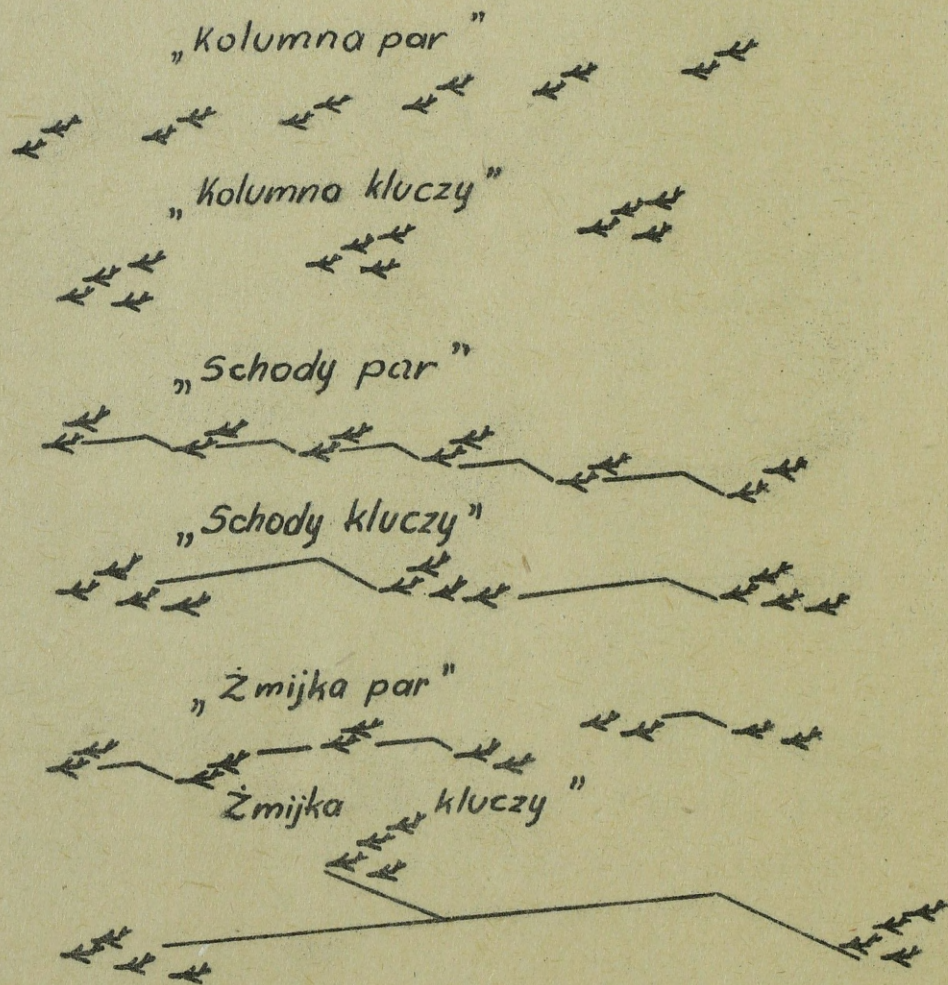 „Kolumna par”
„Kolumna kluczy”
„Schody par”
„Schody kluczy”
„Żmijka par”
Żmijka kluczy”